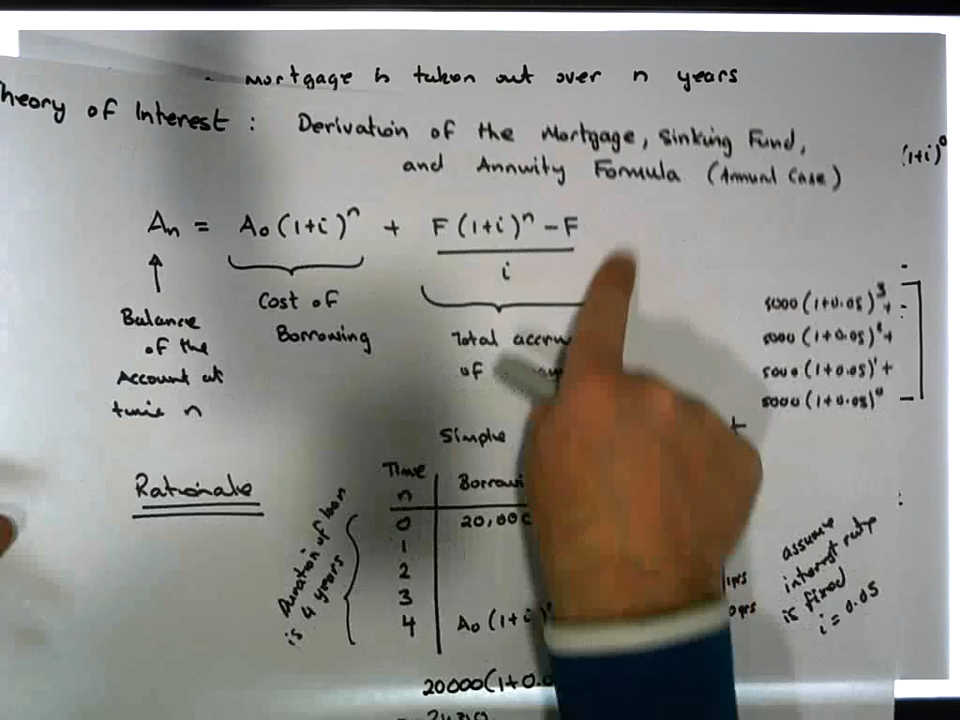 mortgage is taken out over n years
Theory of Interest : Derivation of the Mortgage, Sinking Fund,
and Annuity Formula (Annual Case)
(1+i)^0
An = A0(1+i)^n + F(1+i)^n - F
i
Balance
of the
Account at
time n
Cost of
Borrowing
Total accru
of
5000(1+0.05)^3 +
5000(1+0.05)^2 +
5000(1+0.05)^1 +
5000(1+0.05)^0
Simple
Rationale
Time
n
Borrowi
0 20,000
1
2
3
4 A0(1+i)
Duration of loan
is 4 years
assume
interest rate
is fixed
i = 0.05
20000(1+0.0